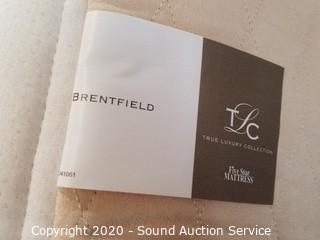 BRENTFIELD
TLC
TRUE LUXURY COLLECTION
Five Star
MATTRESS
Copyright 2020 - Sound Auction Service